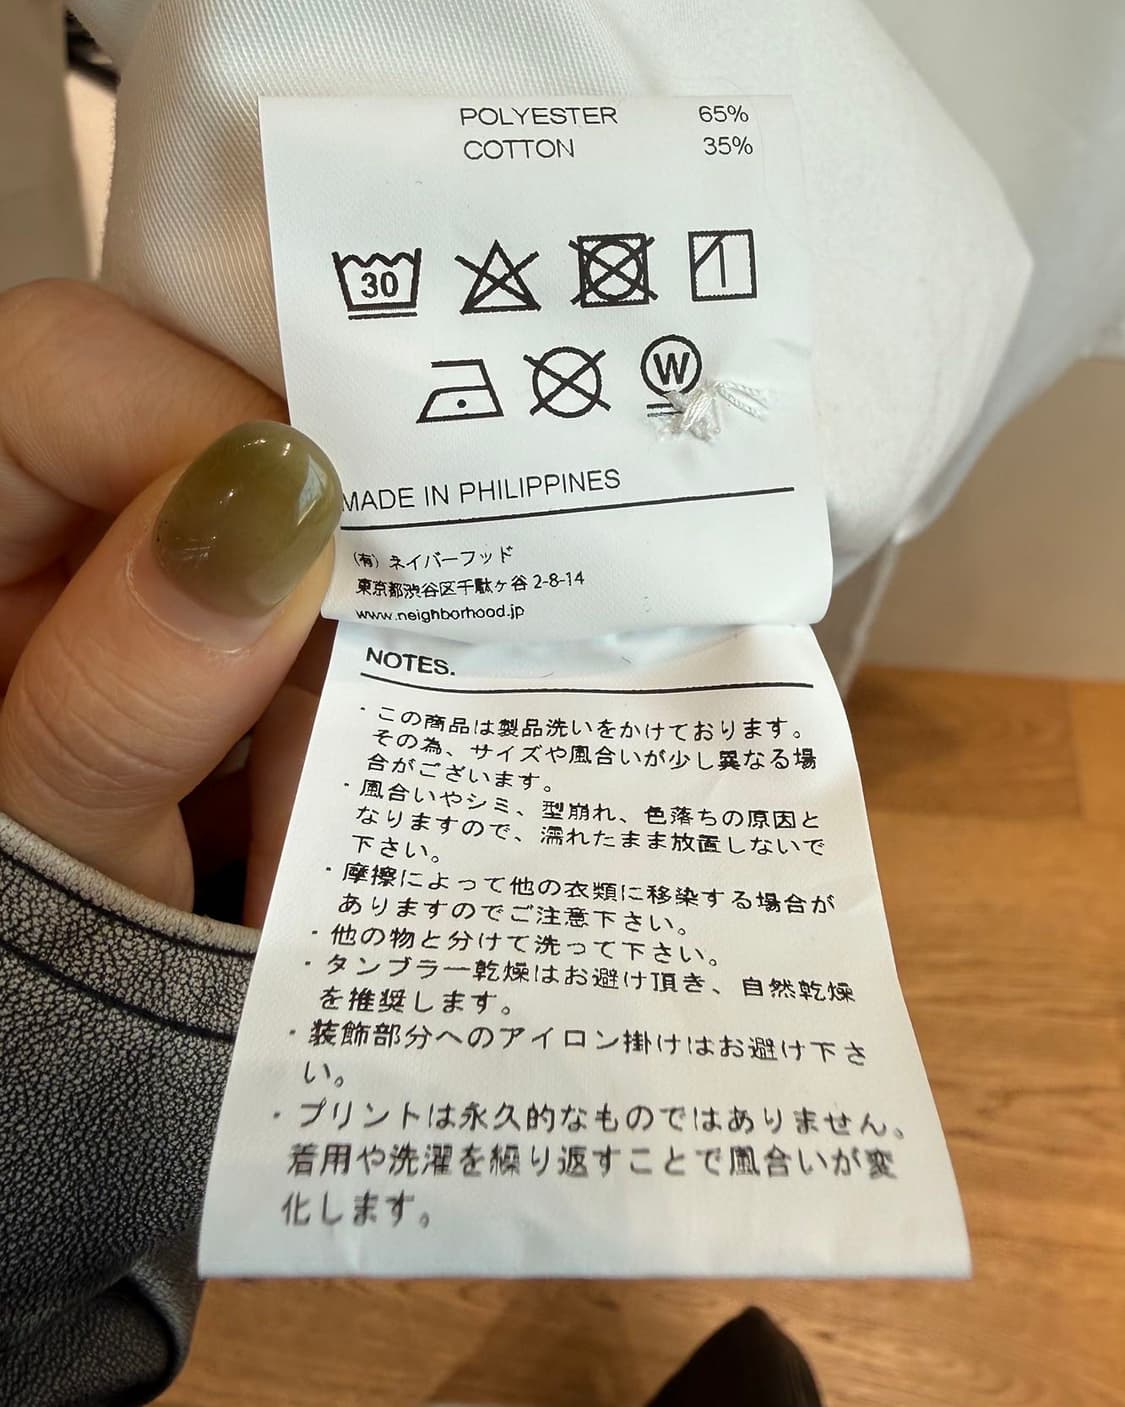 POLYESTER 65%
COTTON 35%
30
W
MADE IN PHILIPPINES
(有) ネイバーフッド
東京都渋谷区千駄ヶ谷 2-8-14
www.neighborhood.jp
NOTES.
・この商品は製品洗いをかけております。
その為、サイズや風合いが少し異なる場
合がございます。
・風合いやシミ、型崩れ、色落ちの原因と
なりますので、濡れたまま放置しないで
下さい。
・摩擦によって他の衣類に移染する場合が
ありますのでご注意下さい。
・他の物と分けて洗って下さい。
・タンブラー乾燥はお避け頂き、自然乾燥
を推奨します。
・装飾部分へのアイロン掛けはお避け下さ
い。
・プリントは永久的なものではありません。
着用や洗濯を繰り返すことで風合いが変
化します。